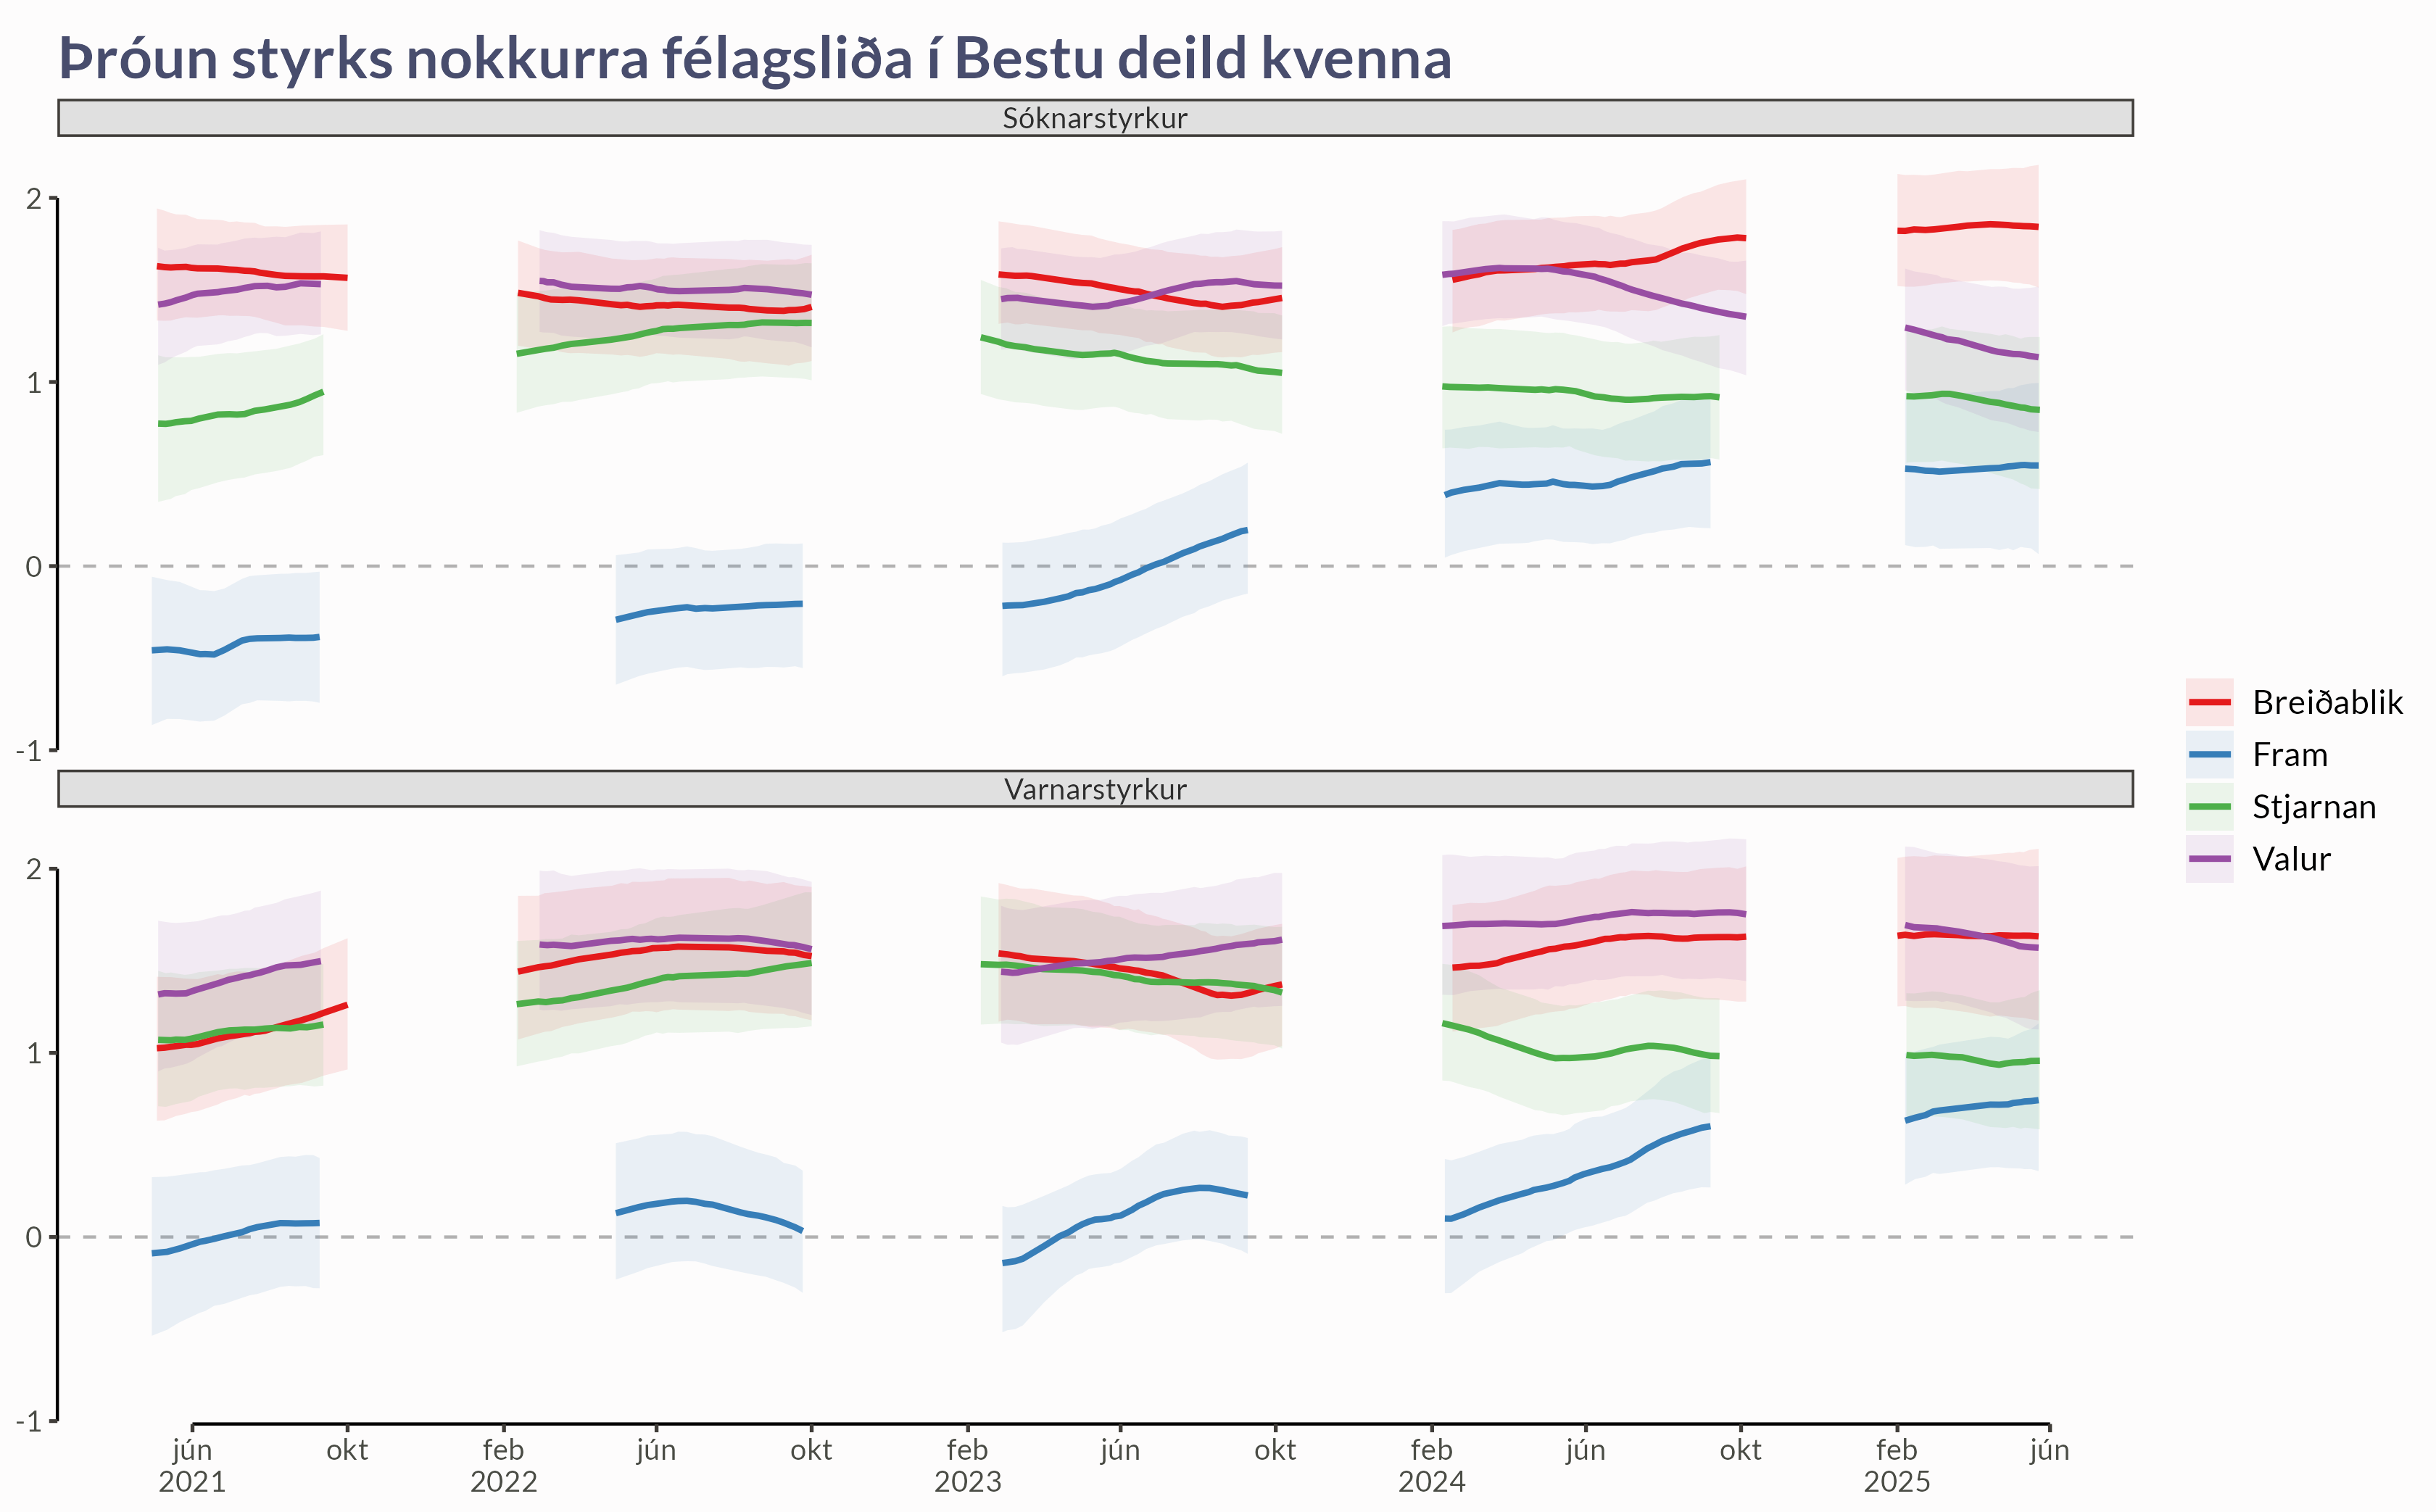 Þróun styrks nokkurra félagsliða í Bestu deild kvenna
Sóknarstyrkur
2
1
0
-1
Varnarstyrkur
2
1
0
-1
jún okt feb jún okt feb jún okt feb jún okt feb jún
2021 2022 2023 2024 2025
Breiðablik
Fram
Stjarnan
Valur